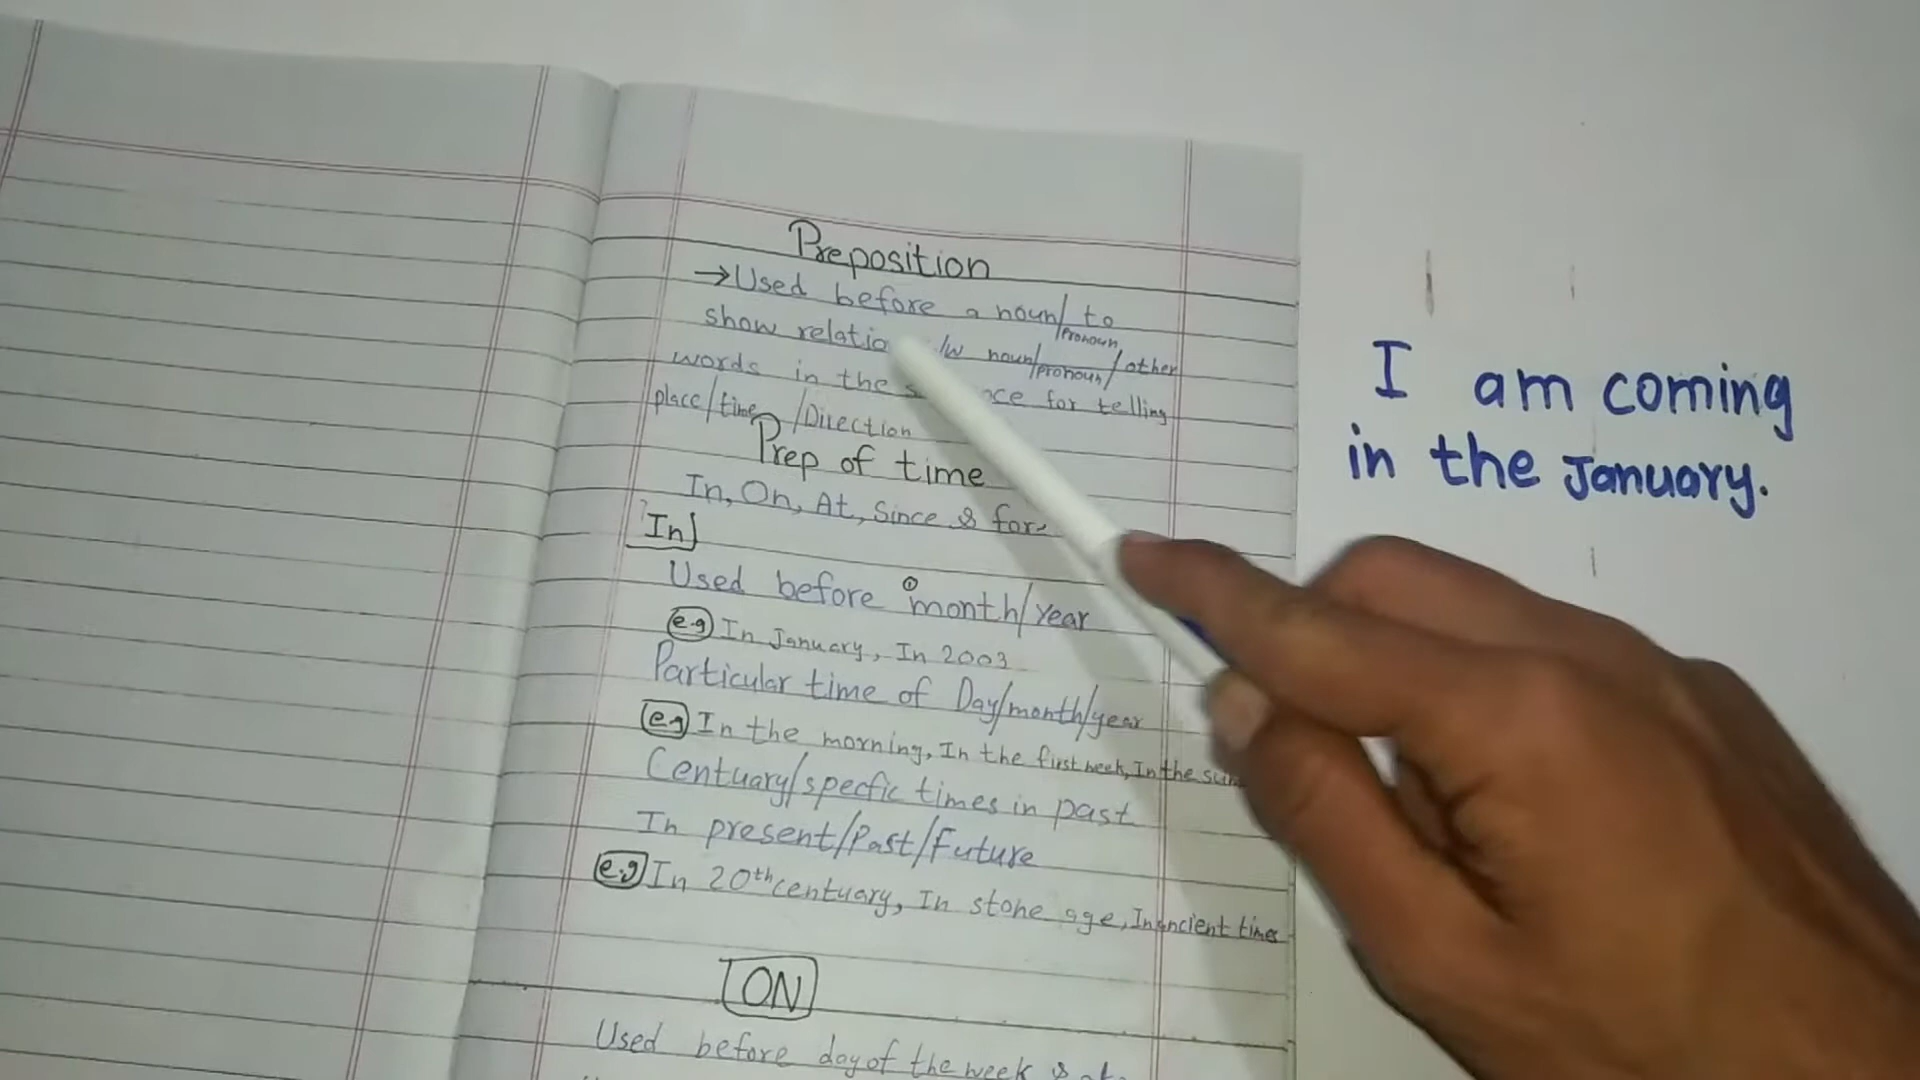 Preposition
→ Used before a noun/pronoun to
show relatio /w noun/pronoun/other
words in the for telling
place/time/Direction
Prep of time
In, On, At, Since & for
In
Used before ① month/year
e.g In January, In 2003
Particular time of Day/month/year
e.g In the morning, In the first week, In the
Centuary/specfic times in past
In present/Past/Future
e.g In 20th centuary, In stone age, In ancient times
ON
Used before day of the week &
I am coming
in the January.